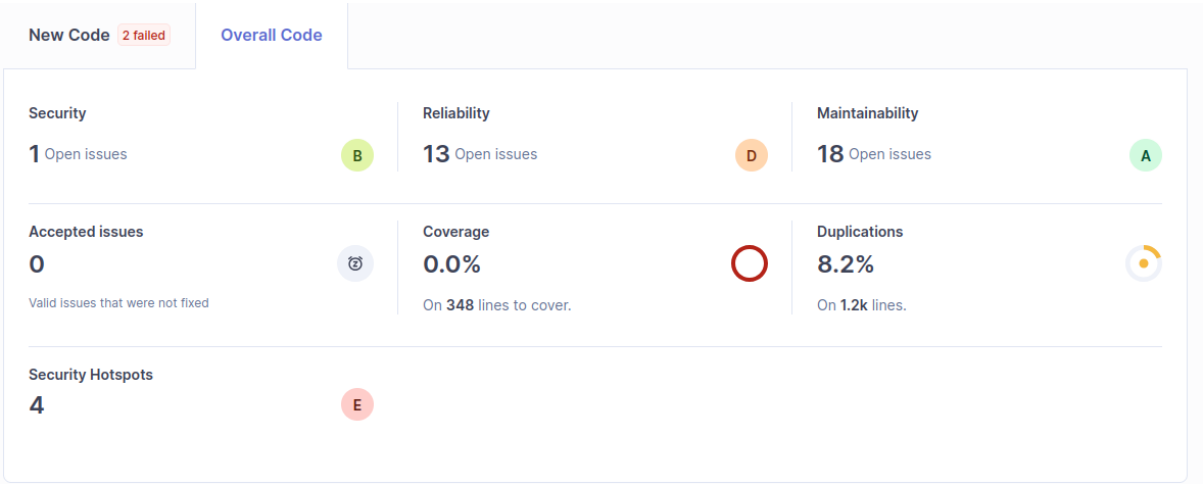 New Code 2 failed Overall Code
Security Reliability Maintainability
1 Open issues B 13 Open issues D 18 Open issues A
Accepted issues Coverage Duplications
0 0.0% 8.2%
Valid issues that were not fixed On 348 lines to cover. On 1.2k lines.
Security Hotspots
4 E